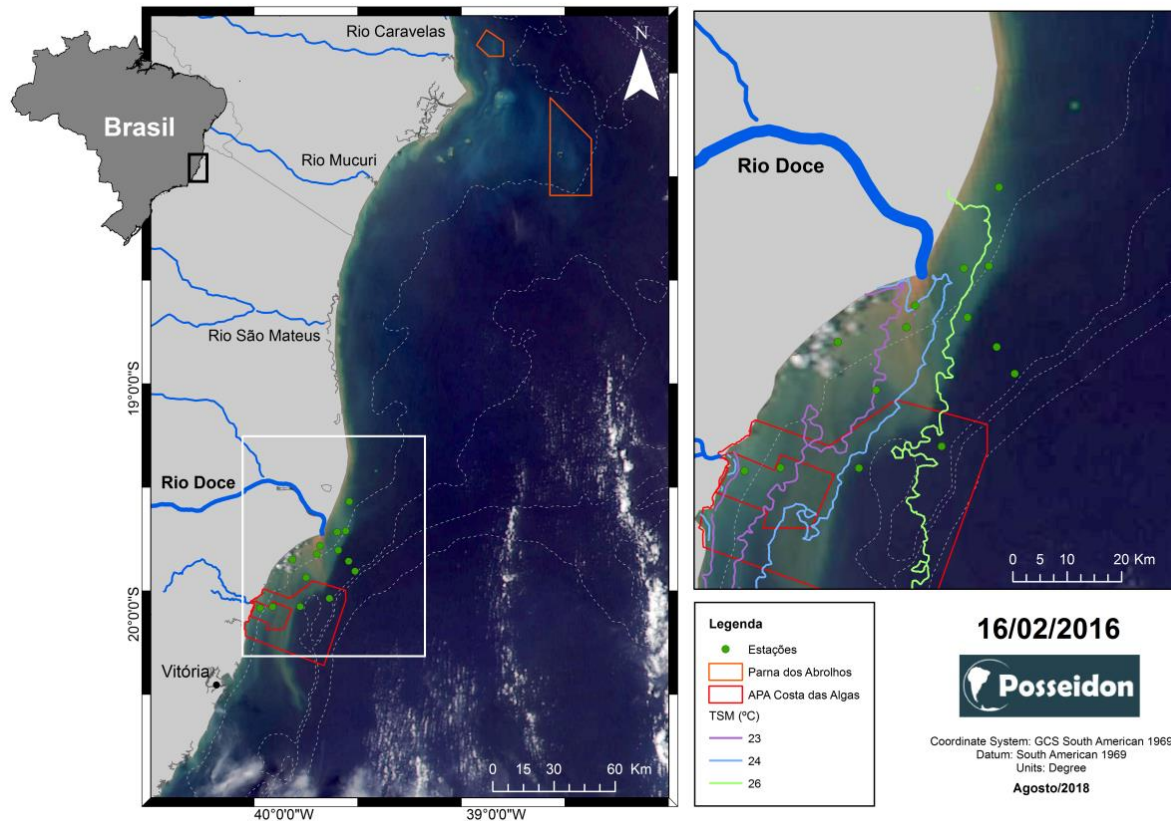 Brasil
Rio Caravelas
N
Rio Mucuri
Rio São Mateus
19°0'0"S
Rio Doce
20°0'0"S
Vitória
0 15 30 60 Km
40°0'0"W
39°0'0"W
Rio Doce
0 5 10 20 Km
Legenda
Estações
Parna dos Abrolhos
APA Costa das Algas
TSM (ºC)
23
24
26
16/02/2016
Posseidon
Coordinate System: GCS South American 1969
Datum: South American 1969
Units: Degree
Agosto/2018